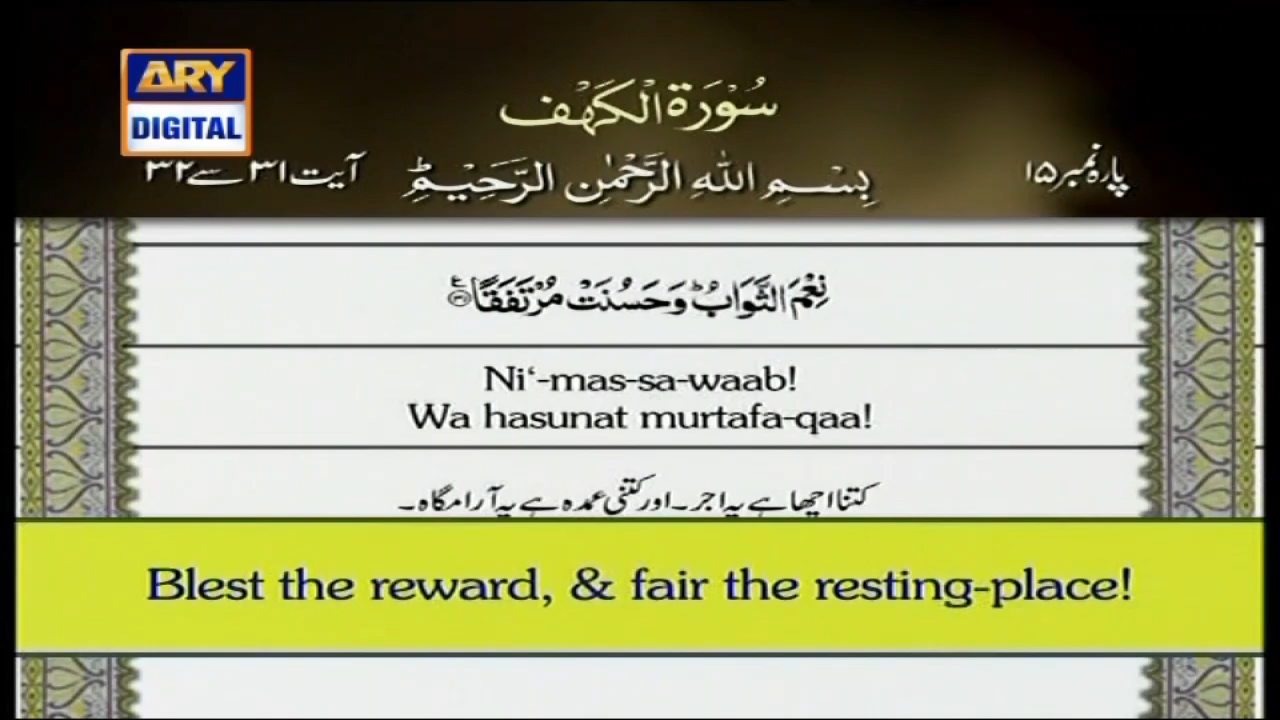 ARY
DIGITAL
سُوْرَةُ الْكَهْف
پارہ نمبر ۱۵
بِسْمِ اللهِ الرَّحْمٰنِ الرَّحِيْمِ ؕ
آیت ۳۱ سے ۳۲
نِعْمَ الثَّوَابُ ؕ وَحَسُنَتْ مُرْتَفَقًا
Ni‘-mas-sa-waab!
Wa hasunat murtafa-qaa!
کتنا اچھا ہے یہ اجر۔ اور کتنی عمدہ ہے یہ آرام گاہ۔
Blest the reward, & fair the resting-place!